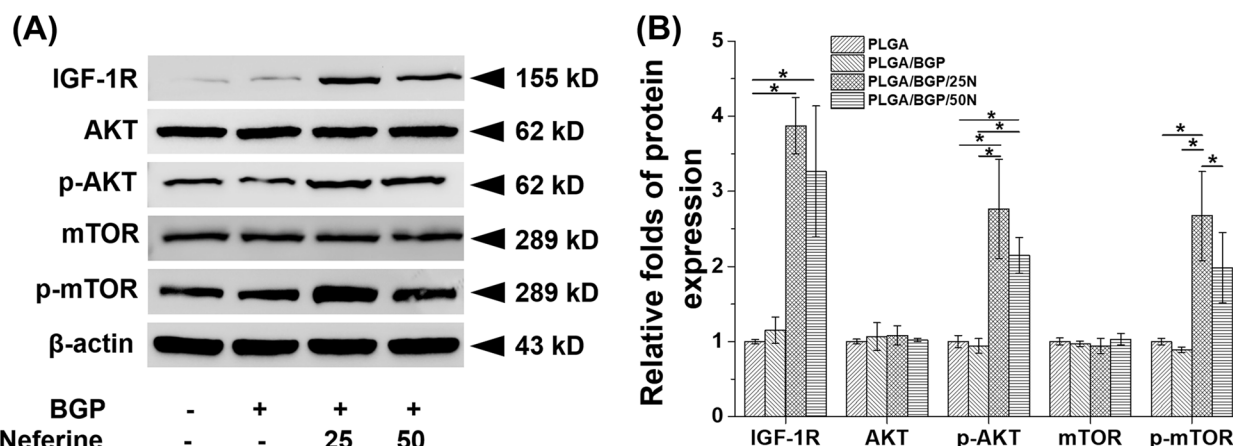 (A)
IGF-1R 155 kD
AKT 62 kD
p-AKT 62 kD
mTOR 289 kD
p-mTOR 289 kD
β-actin 43 kD
BGP - + + +
Neferine - - 25 50
(B)
Relative folds of protein
expression
5
4
3
2
1
0
PLGA
PLGA/BGP
PLGA/BGP/25N
PLGA/BGP/50N
*
*
*
*
*
*
*
*
*
IGF-1R AKT p-AKT mTOR p-mTOR